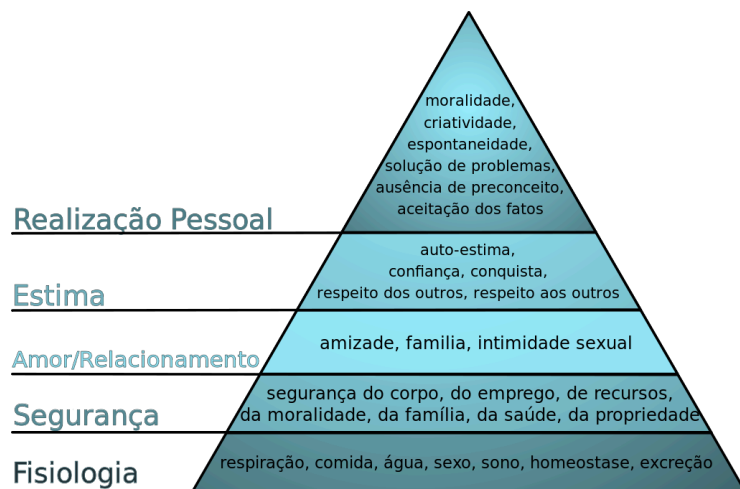 moralidade,
criatividade,
espontaneidade,
solução de problemas,
ausência de preconceito,
aceitação dos fatos
Realização Pessoal
auto-estima,
confiança, conquista,
respeito dos outros, respeito aos outros
Estima
amizade, familia, intimidade sexual
Amor/Relacionamento
segurança do corpo, do emprego, de recursos,
da moralidade, da família, da saúde, da propriedade
Segurança
respiração, comida, água, sexo, sono, homeostase, excreção
Fisiologia